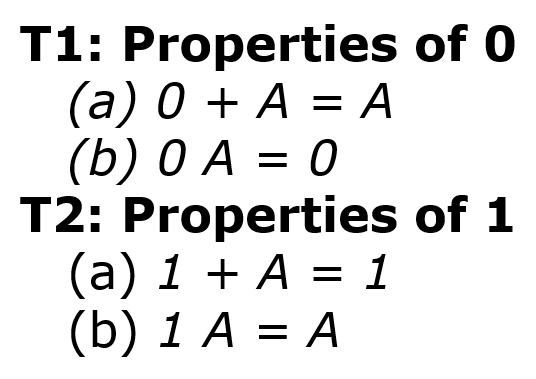 T1: Properties of 0
(a) 0 + A = A
(b) 0 A = 0
T2: Properties of 1
(a) 1 + A = 1
(b) 1 A = A